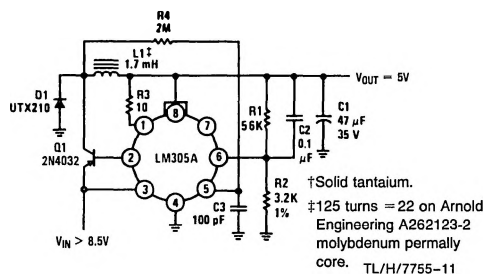 R4
2M
L1‡
1.7 mH
VOUT = 5V
D1
UTX210
R3
10
R1
56K
C1
47 μF
35 V
C2
0.1
μF
1
8
7
Q1
2N4032
2
LM305A
6
3
4
5
R2
3.2K
1%
C3
100 pF
VIN > 8.5V
†Solid tantaium.
‡125 turns =22 on Arnold
Engineering A262123-2
molybdenum permally
core.
TL/H/7755-11